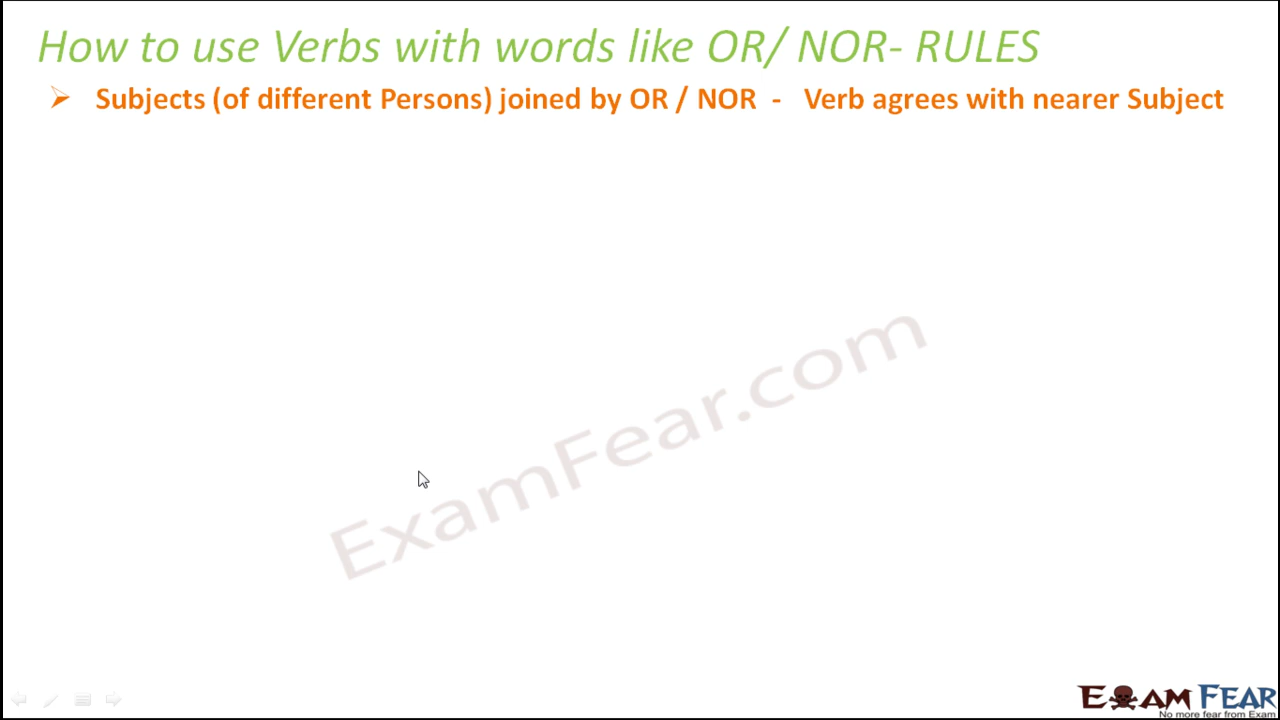 How to use Verbs with words like OR/ NOR- RULES
Subjects (of different Persons) joined by OR / NOR - Verb agrees with nearer Subject
ExamFear.com
EXAM FEAR
No more fear from Exam